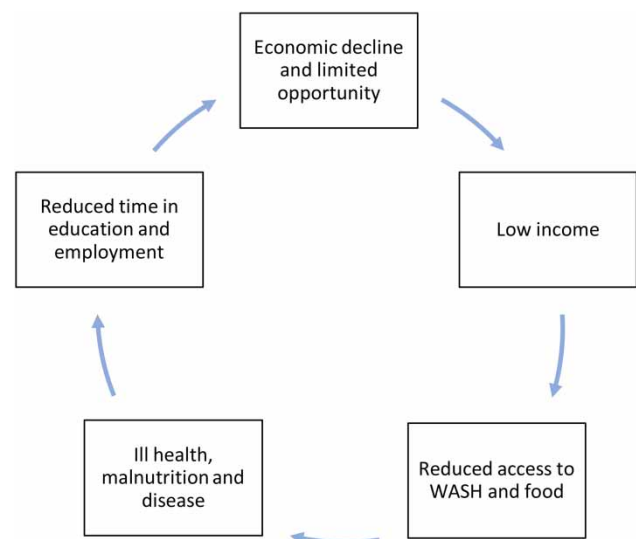 Economic decline
and limited
opportunity
Low income
Reduced access to
WASH and food
Ill health,
malnutrition and
disease
Reduced time in
education and
employment